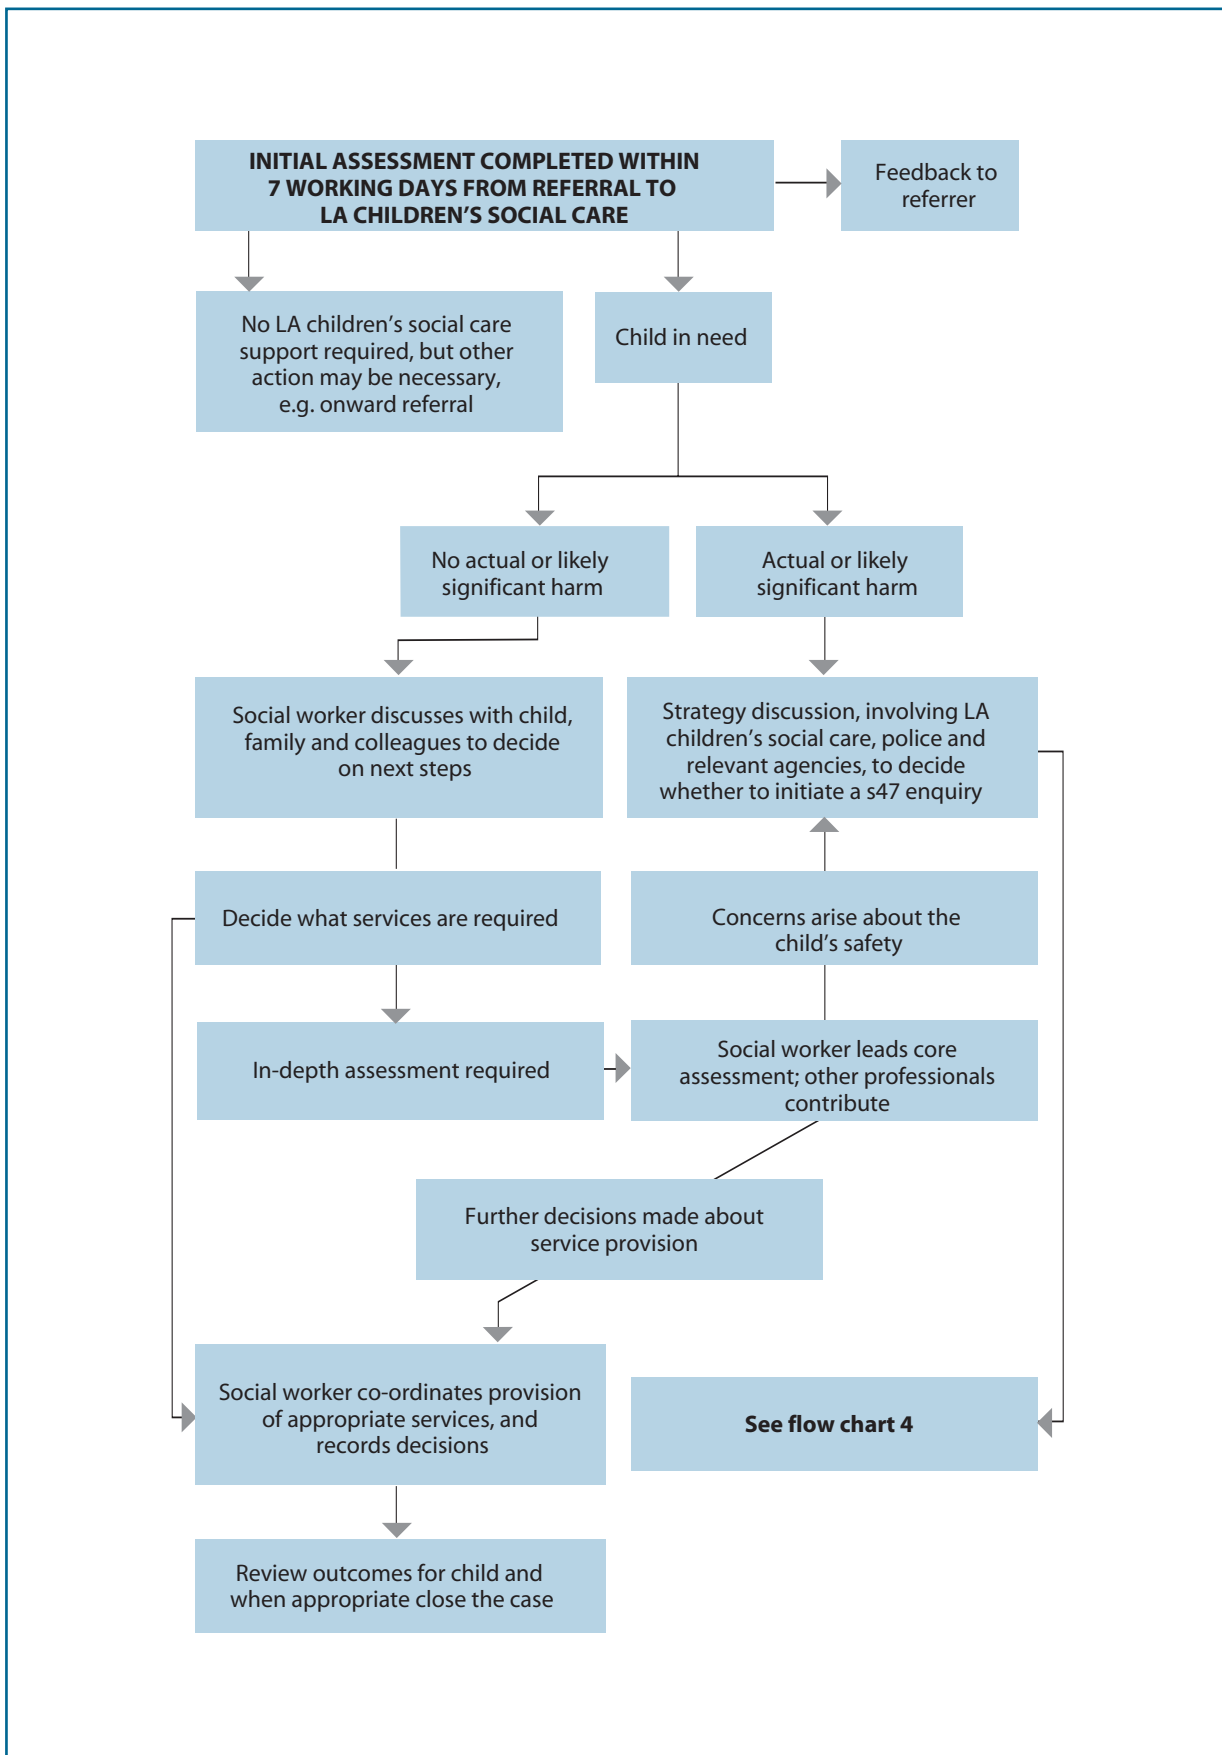 INITIAL ASSESSMENT COMPLETED WITHIN
7 WORKING DAYS FROM REFERRAL TO
LA CHILDREN’S SOCIAL CARE
Feedback to
referrer
No LA children’s social care
support required, but other
action may be necessary,
e.g. onward referral
Child in need
No actual or likely
significant harm
Actual or likely
significant harm
Social worker discusses with child,
family and colleagues to decide
on next steps
Strategy discussion, involving LA
children’s social care, police and
relevant agencies, to decide
whether to initiate a s47 enquiry
Decide what services are required
Concerns arise about the
child’s safety
In-depth assessment required
Social worker leads core
assessment; other professionals
contribute
Further decisions made about
service provision
Social worker co-ordinates provision
of appropriate services, and
records decisions
See flow chart 4
Review outcomes for child and
when appropriate close the case